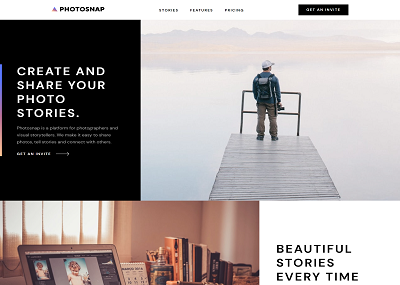 PHOTOSNAP
STORIES FEATURES PRICING
GET AN INVITE
CREATE AND
SHARE YOUR
PHOTO
STORIES.
Photosnap is a platform for photographers and
visual storytellers. We make it easy to share
photos, tell stories and connect with others.
GET AN INVITE
BEAUTIFUL
STORIES
EVERY TIME